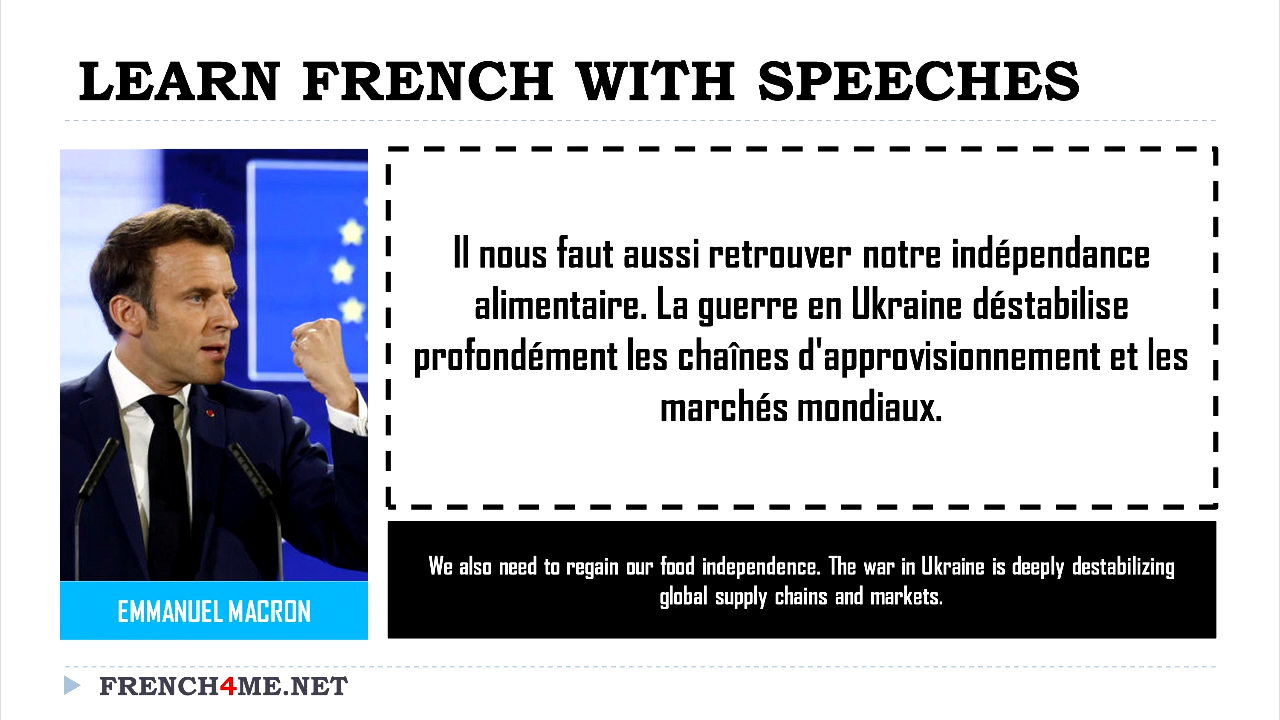 LEARN FRENCH WITH SPEECHES
Il nous faut aussi retrouver notre indépendance
alimentaire. La guerre en Ukraine déstabilise
profondément les chaînes d'approvisionnement et les
marchés mondiaux.
We also need to regain our food independence. The war in Ukraine is deeply destabilizing
global supply chains and markets.
EMMANUEL MACRON
FRENCH4ME.NET